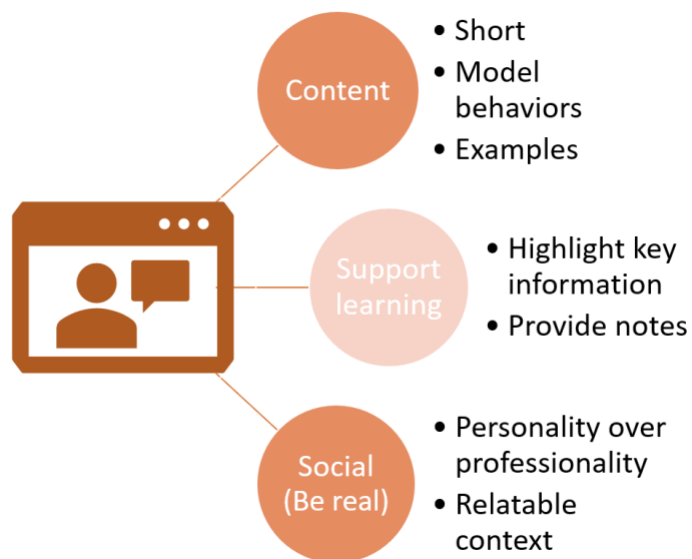 Content
• Short
• Model
behaviors
• Examples
Support
learning
• Highlight key
information
• Provide notes
Social
(Be real)
• Personality over
professionality
• Relatable
context